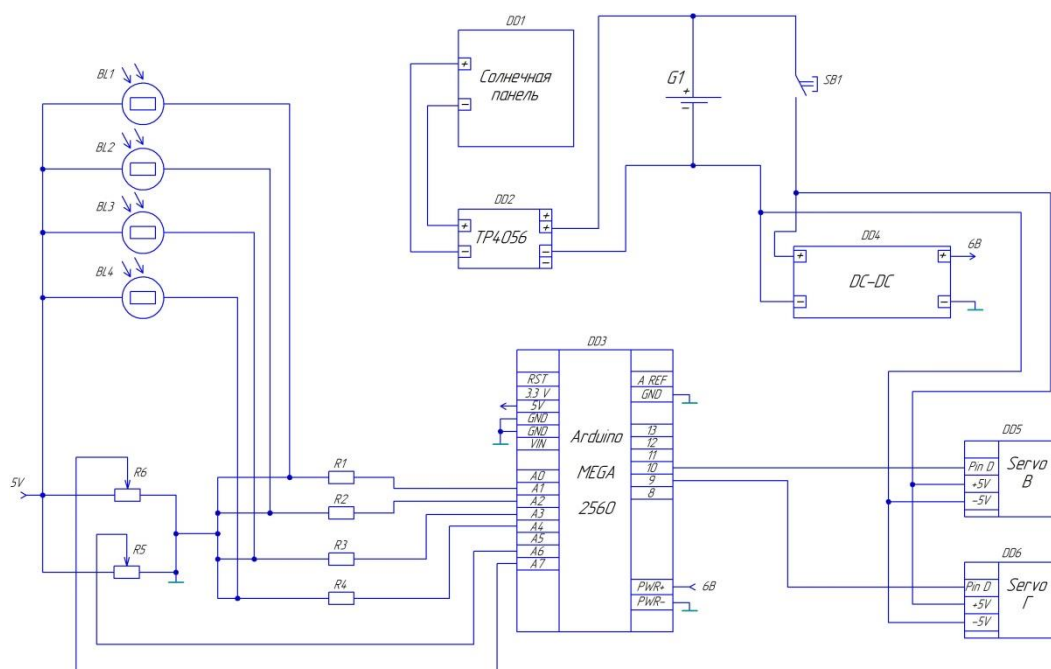 BL1
BL2
BL3
BL4
DD1
+
Солнечная
панель
−
DD2
+
TP4056
−
+
+
−
−
G1
+
−
SB1
DD4
+
DC-DC
−
+
−
6В
DD3
RST
3.3 V
5V
GND
GND
VIN
A0
A1
A2
A3
A4
A5
A6
A7
Arduino
MEGA
2560
A REF
GND
13
12
11
10
9
8
PWR+
PWR-
6В
5V
R6
R5
R1
R2
R3
R4
DD5
Pin D
+5V
-5V
Servo
В
DD6
Pin D
+5V
-5V
Servo
Г